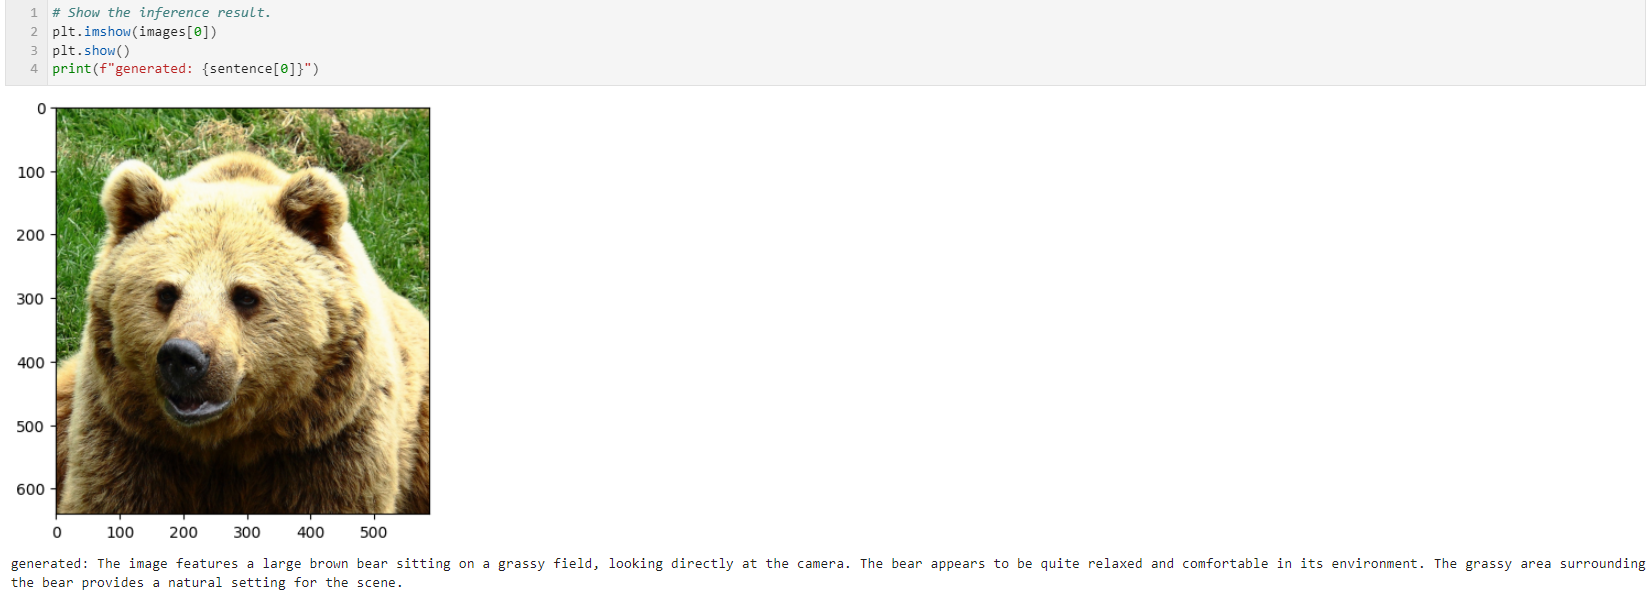 1 # Show the inference result.
2 plt.imshow(images[0])
3 plt.show()
4 print(f"generated: {sentence[0]}")
0
100
200
300
400
500
600
0 100 200 300 400 500
generated: The image features a large brown bear sitting on a grassy field, looking directly at the camera. The bear appears to be quite relaxed and comfortable in its environment. The grassy area surrounding
the bear provides a natural setting for the scene.